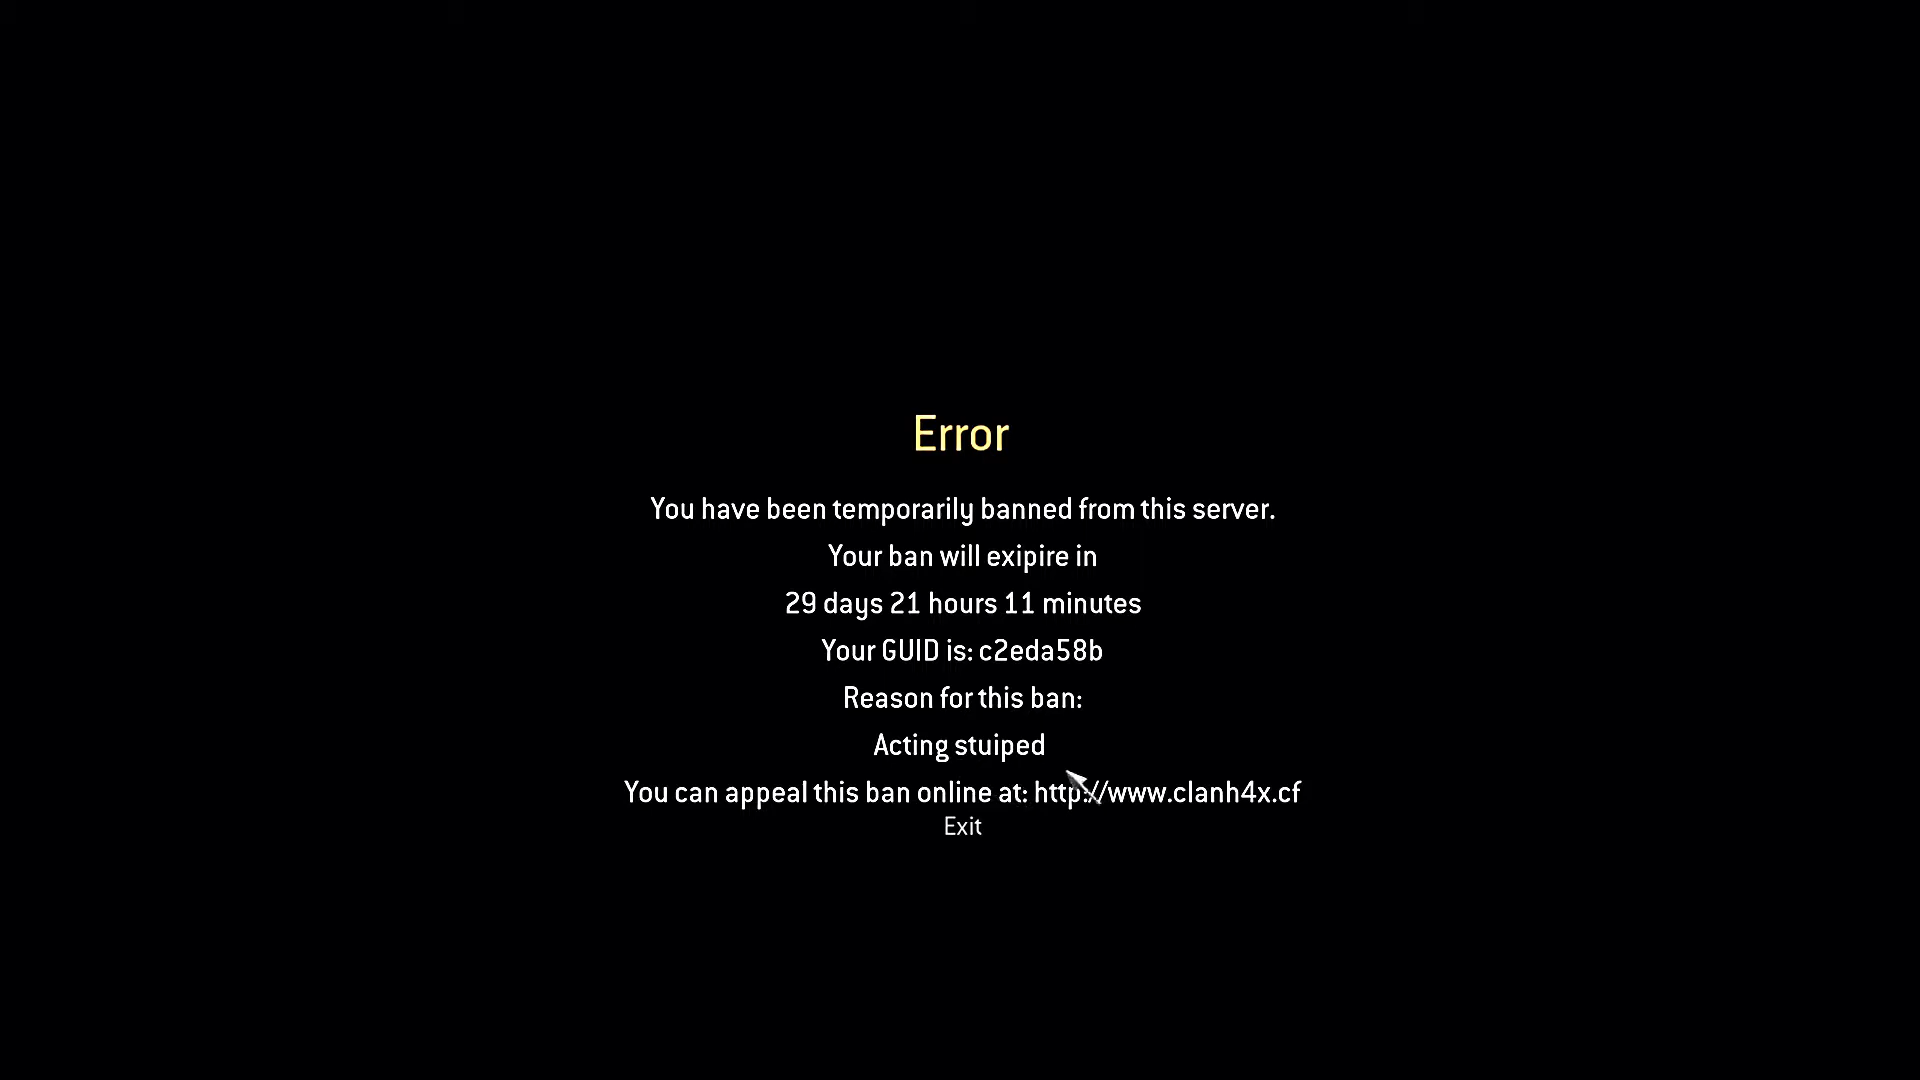 Error
You have been temporarily banned from this server.
Your ban will exipire in
29 days 21 hours 11 minutes
Your GUID is: c2eda58b
Reason for this ban:
Acting stuiped
You can appeal this ban online at: http://www.clanh4x.cf
Exit